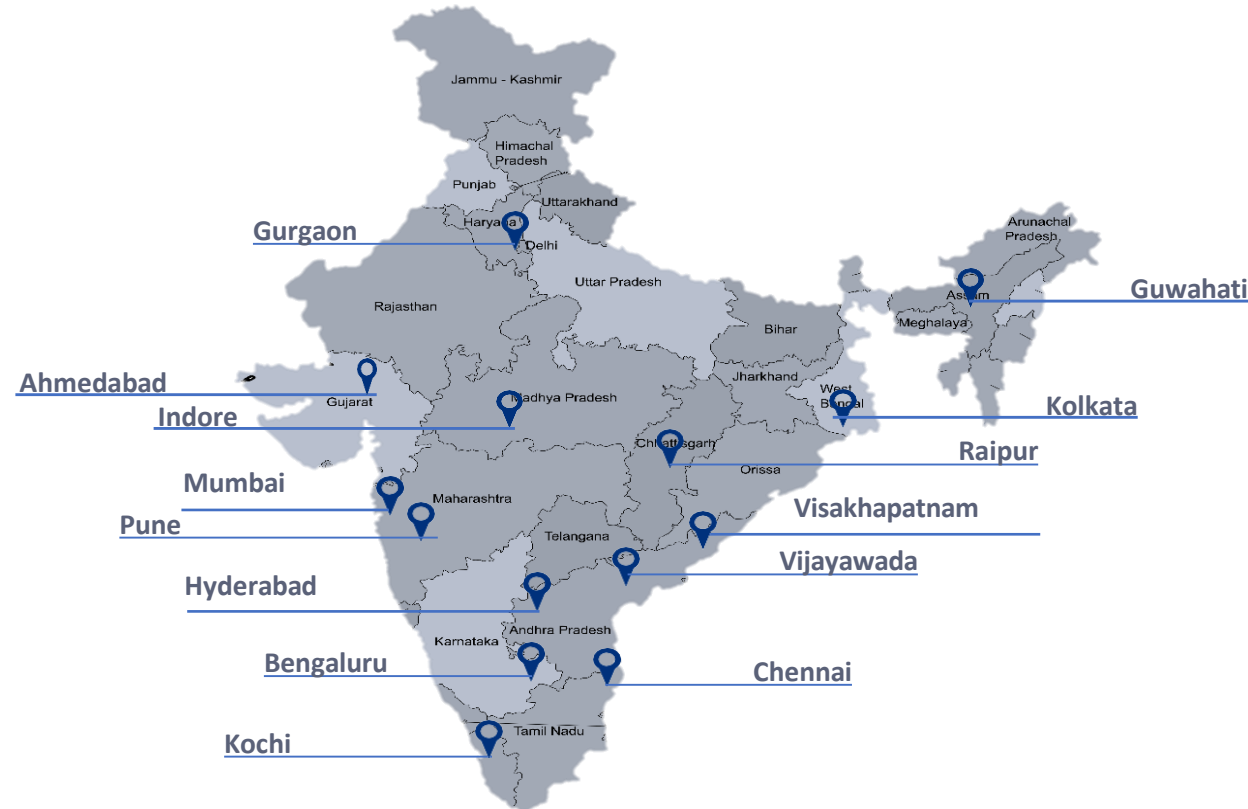 Jammu - Kashmir
Himachal
Pradesh
Punjab
Uttarakhand
Haryana
Gurgaon
Delhi
Arunachal
Pradesh
Uttar Pradesh
Guwahati
Assam
Rajasthan
Meghalaya
Bihar
Ahmedabad
Gujarat
Jharkhand
Madhya Pradesh
West
Bengal
Kolkata
Indore
Chhattisgarh
Raipur
Orissa
Mumbai
Maharashtra
Visakhapatnam
Pune
Telangana
Vijayawada
Hyderabad
Andhra Pradesh
Karnataka
Bengaluru
Chennai
Tamil Nadu
Kochi